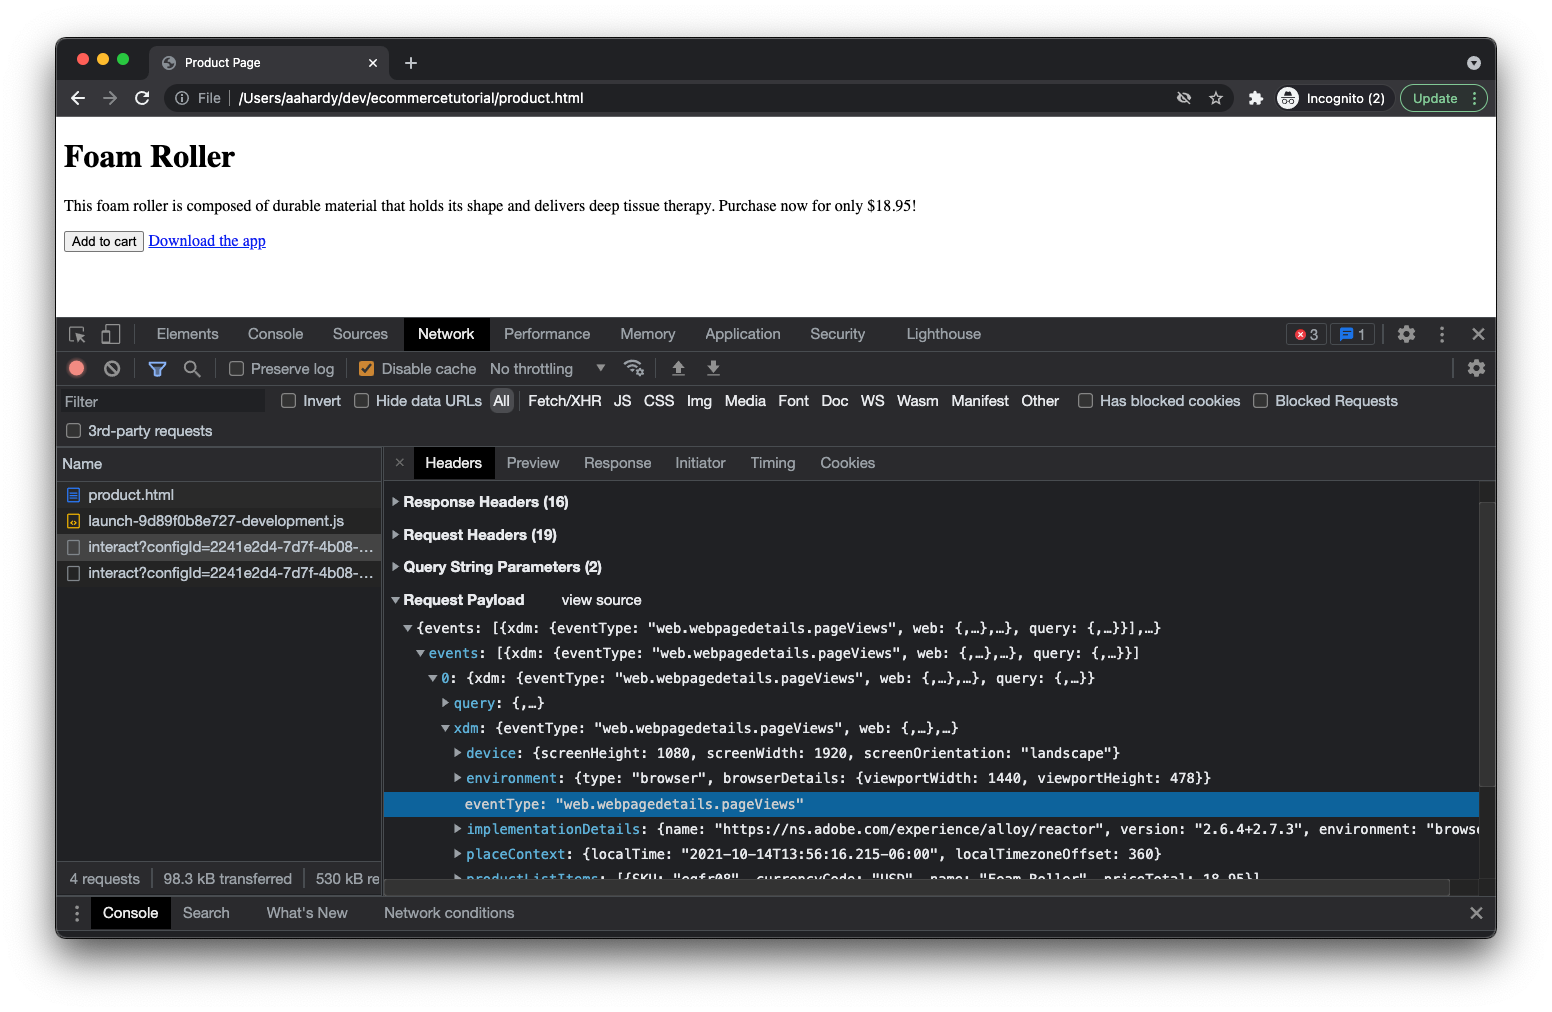 Product Page
File /Users/aahardy/dev/ecommercetutorial/product.html Incognito (2) Update
Foam Roller
This foam roller is composed of durable material that holds its shape and delivers deep tissue therapy. Purchase now for only $18.95!
Add to cart Download the app
Elements Console Sources Network Performance Memory Application Security Lighthouse 3 1
Preserve log Disable cache No throttling
Filter Invert Hide data URLs All Fetch/XHR JS CSS Img Media Font Doc WS Wasm Manifest Other Has blocked cookies Blocked Requests
3rd-party requests
Name
product.html
launch-9d89f0b8e727-development.js
interact?configId=2241e2d4-7d7f-4b08-...
interact?configId=2241e2d4-7d7f-4b08-...
4 requests 98.3 kB transferred 530 kB re
Headers Preview Response Initiator Timing Cookies
Response Headers (16)
Request Headers (19)
Query String Parameters (2)
Request Payload view source
{events: [{xdm: {eventType: "web.webpagedetails.pageViews", web: {,…},…}, query: {,…}}],…}
events: [{xdm: {eventType: "web.webpagedetails.pageViews", web: {,…},…}, query: {,…}}]
0: {xdm: {eventType: "web.webpagedetails.pageViews", web: {,…},…}, query: {,…}}
query: {,…}
xdm: {eventType: "web.webpagedetails.pageViews", web: {,…},…}
device: {screenHeight: 1080, screenWidth: 1920, screenOrientation: "landscape"}
environment: {type: "browser", browserDetails: {viewportWidth: 1440, viewportHeight: 478}}
eventType: "web.webpagedetails.pageViews"
implementationDetails: {name: "https://ns.adobe.com/experience/alloy/reactor", version: "2.6.4+2.7.3", environment: "browse
placeContext: {localTime: "2021-10-14T13:56:16.215-06:00", localTimezoneOffset: 360}
productListItems: [{SKU: "eqfr08", currencyCode: "USD", name: "Foam Roller", priceTotal: 18.95}]
Console Search What's New Network conditions